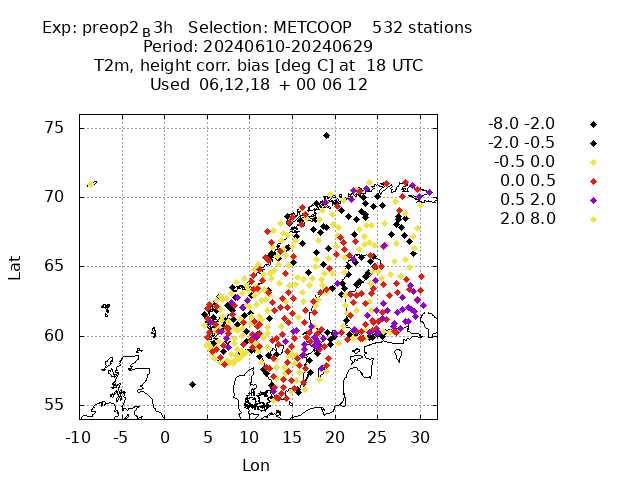 Exp: preop2B3h Selection: METCOOP 532 stations
Period: 20240610-20240629
T2m, height corr. bias [deg C] at 18 UTC
Used 06,12,18 + 00 06 12
-8.0 -2.0
-2.0 -0.5
-0.5 0.0
0.0 0.5
0.5 2.0
2.0 8.0
75
70
65
60
55
Lat
-10 -5 0 5 10 15 20 25 30
Lon